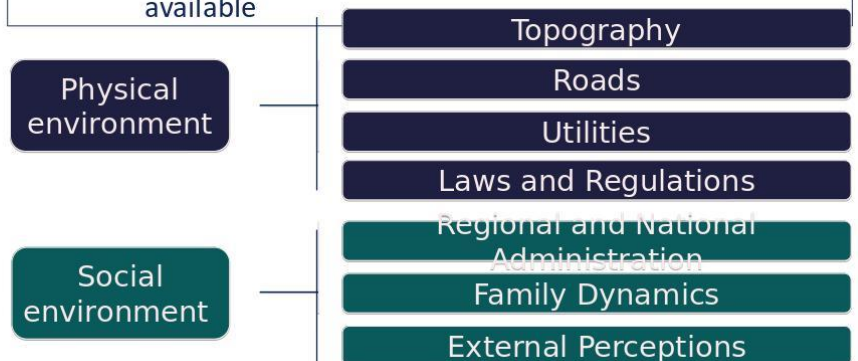 available
Physical
environment
Topography
Roads
Utilities
Laws and Regulations
Social
environment
Regional and National
Administration
Family Dynamics
External Perceptions